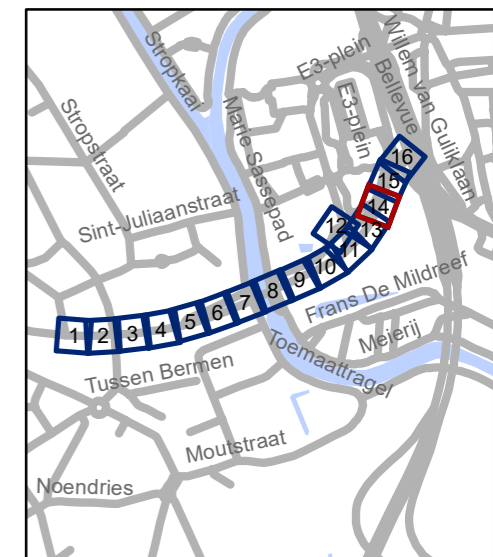 Willem van Guliklaan
Stropkaai
E3-plein
Bellevue
Stropstraat
Marie Sassepad
E3-plein
16
15
14
Sint-Juliaanstraat
12
13
11
10
9
8
7
6
5
4
3
2
1
Frans De Mildreef
Meierij
Toemaattragel
Tussen Bermen
Moutstraat
Noendries